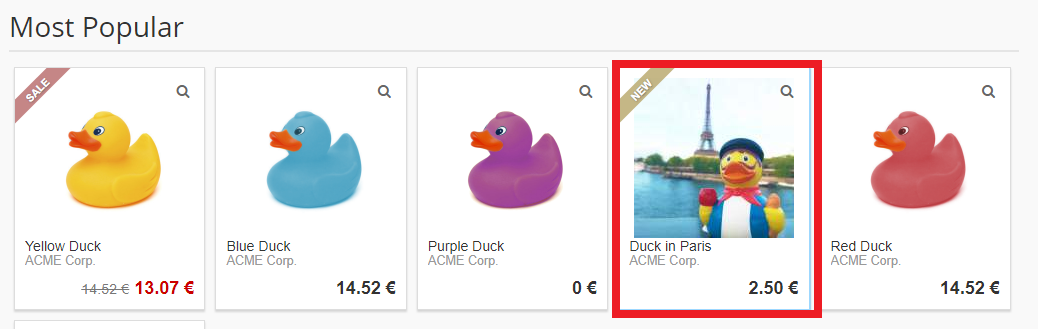 Most Popular
SALE
Yellow Duck
ACME Corp.
14.52 € 13.07 €
Blue Duck
ACME Corp.
14.52 €
Purple Duck
ACME Corp.
0 €
NEW
Duck in Paris
ACME Corp.
2.50 €
Red Duck
ACME Corp.
14.52 €